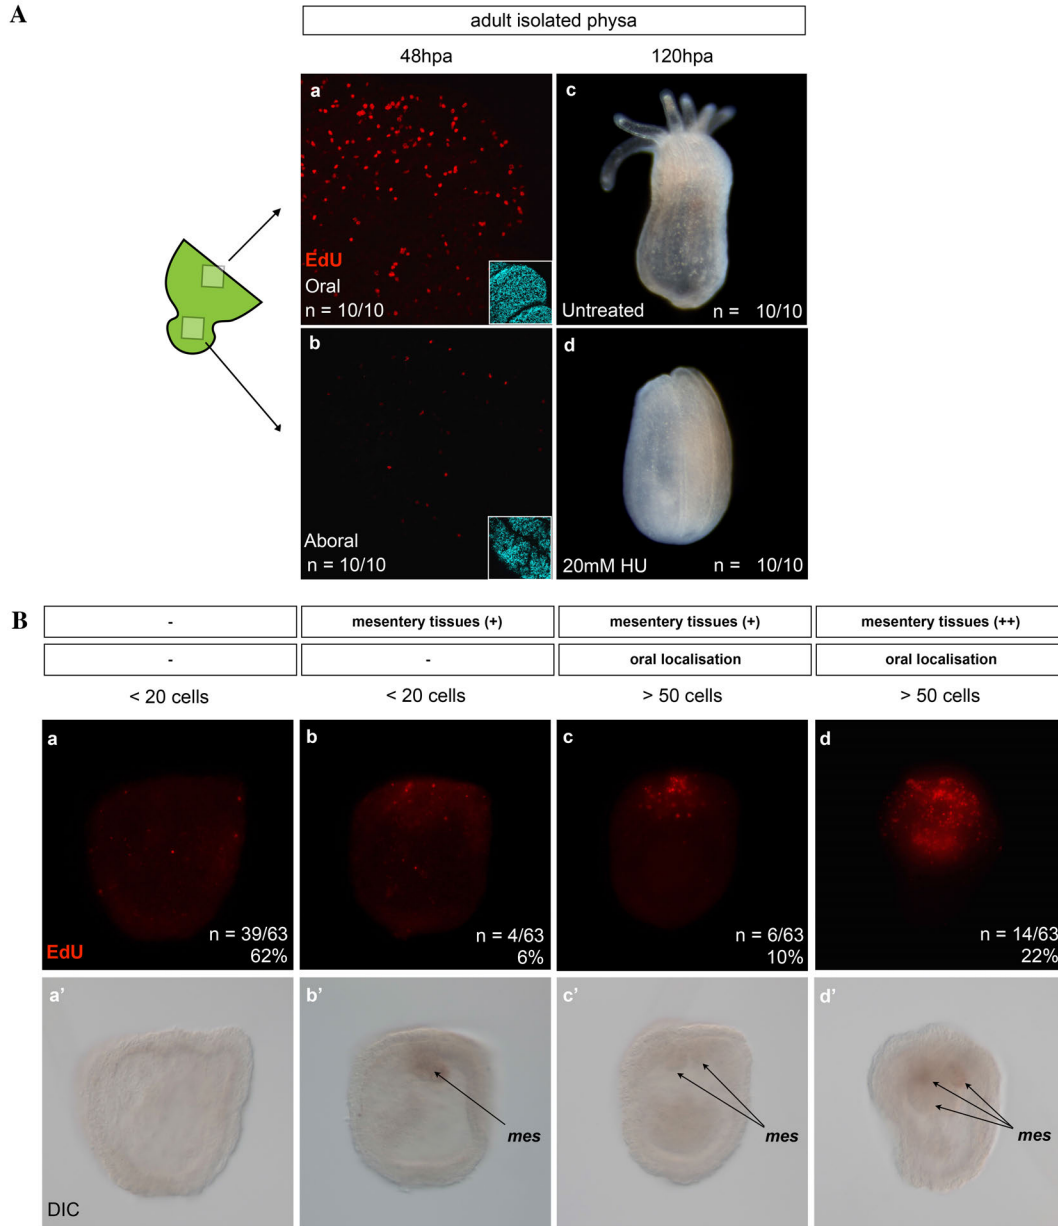 A
adult isolated physa
48hpa
120hpa
a
EdU
Oral
n = 10/10
c
Untreated
n = 10/10
b
Aboral
n = 10/10
d
20mM HU
n = 10/10
B
-
mesentery tissues (+)
mesentery tissues (+)
mesentery tissues (++)
-
-
oral localisation
oral localisation
< 20 cells
< 20 cells
> 50 cells
> 50 cells
a
EdU
n = 39/63
62%
b
n = 4/63
6%
c
n = 6/63
10%
d
n = 14/63
22%
a'
DIC
b'
mes
c'
mes
d'
mes